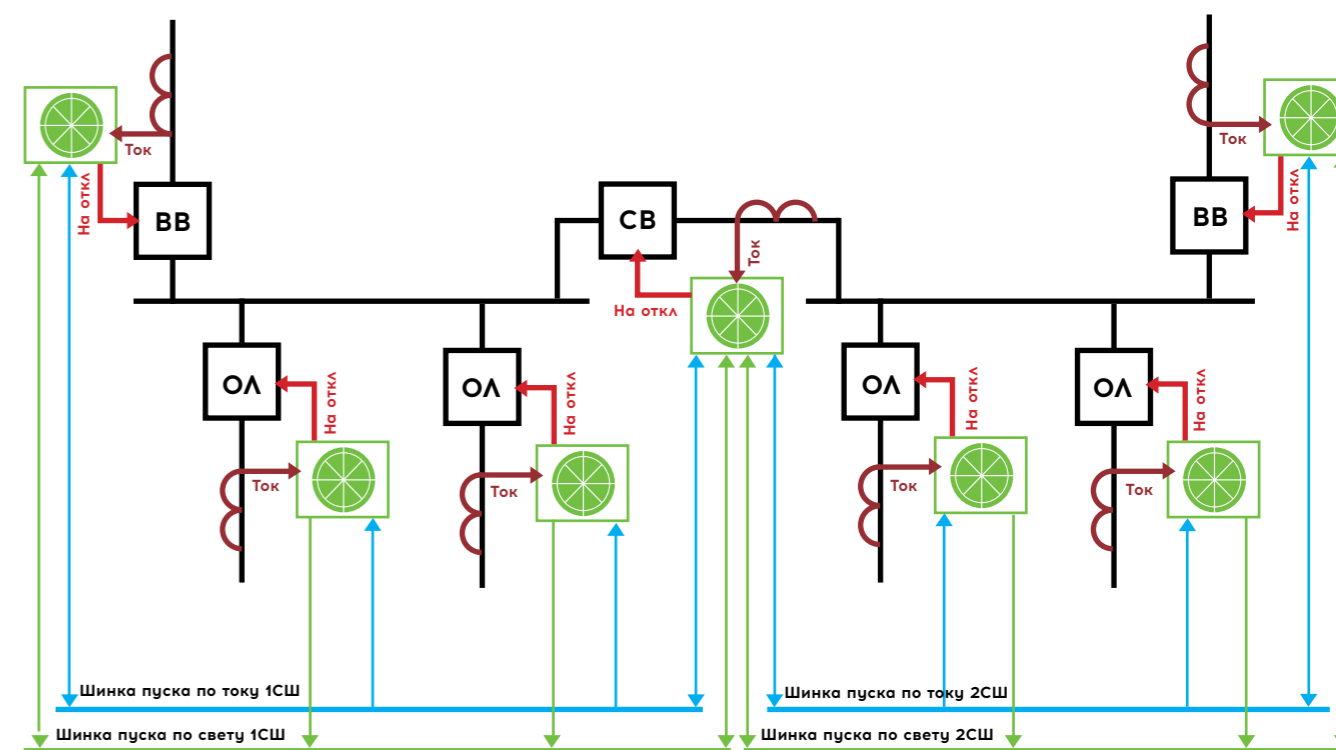 Ток
На откл
ВВ
СВ
Ток
На откл
Ток
На откл
ВВ
ОЛ
На откл
Ток
ОЛ
На откл
Ток
ОЛ
На откл
Ток
ОЛ
На откл
Ток
Шинка пуска по току 1СШ
Шинка пуска по току 2СШ
Шинка пуска по свету 1СШ
Шинка пуска по свету 2СШ